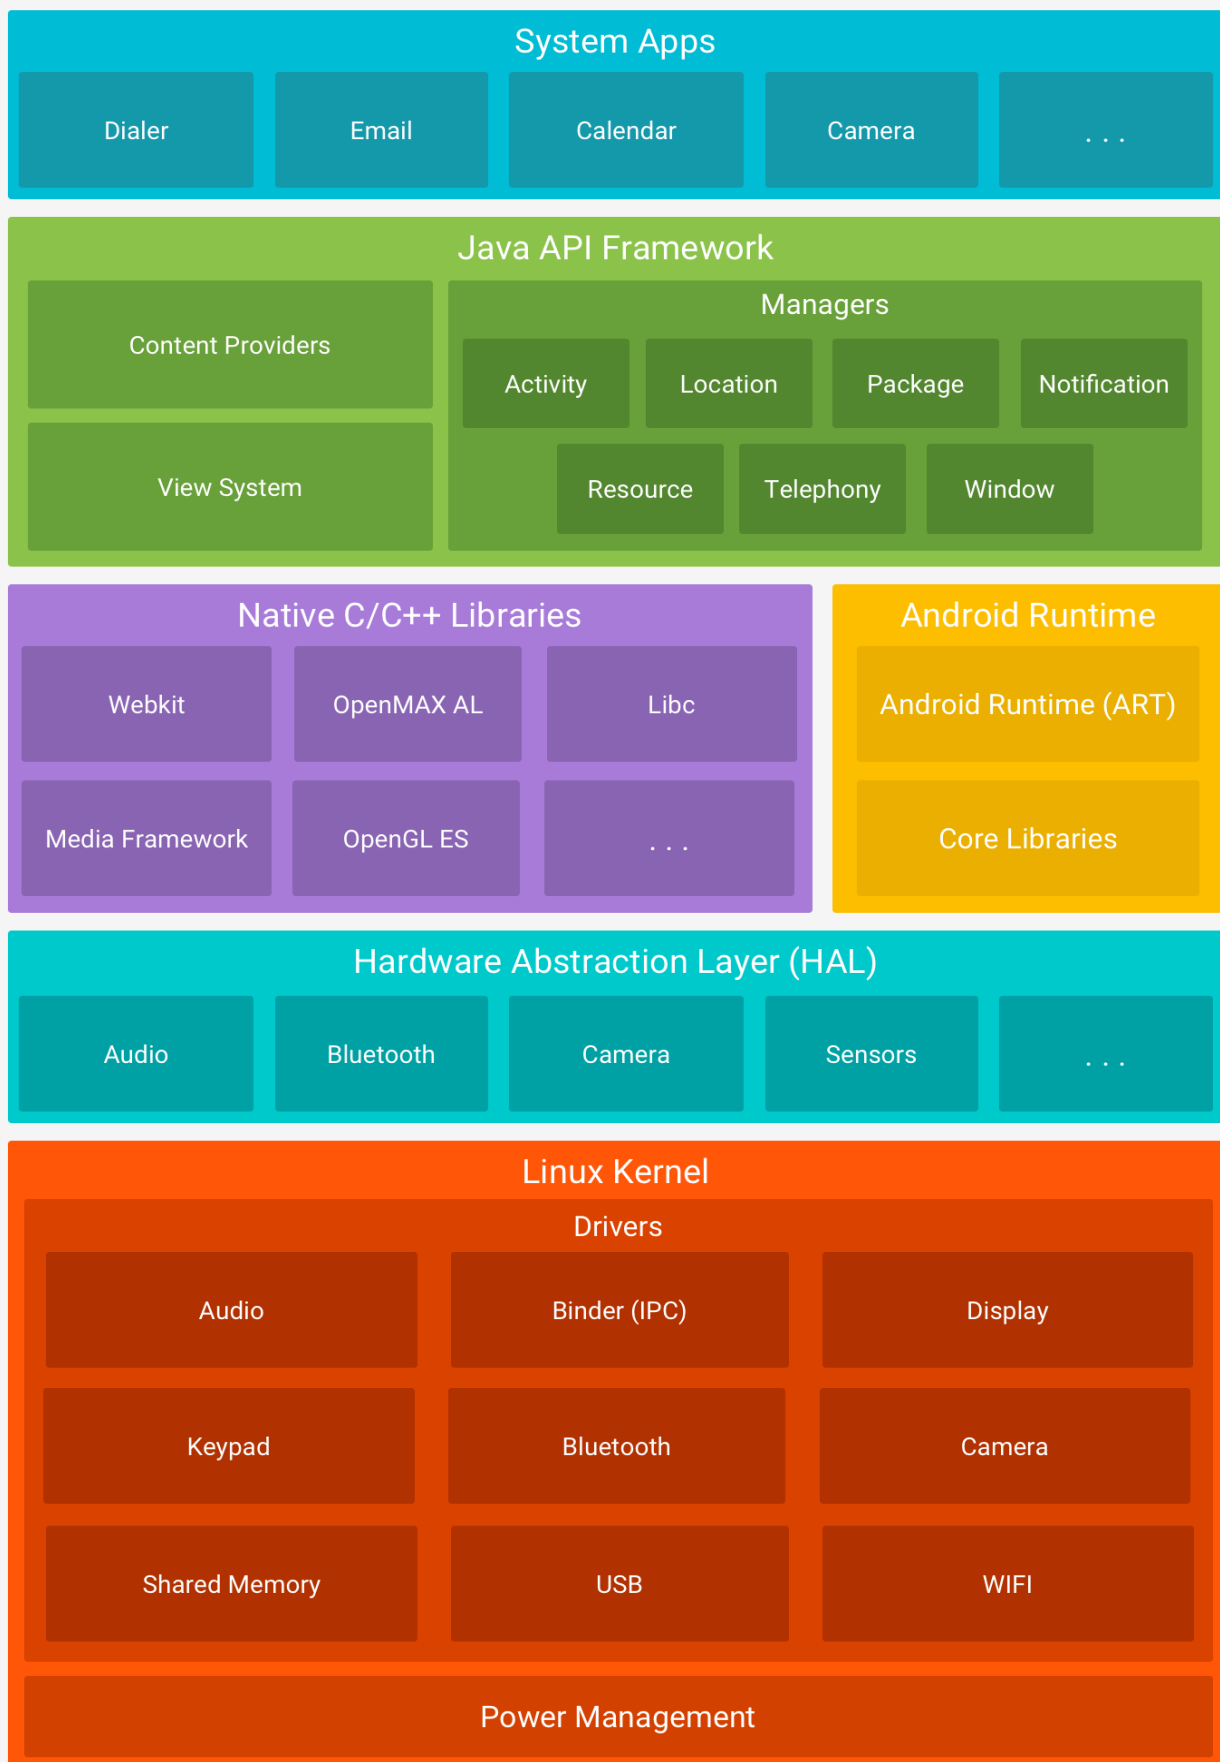 System Apps
Dialer
Email
Calendar
Camera
. . .
Java API Framework
Content Providers
View System
Managers
Activity
Location
Package
Notification
Resource
Telephony
Window
Native C/C++ Libraries
Webkit
OpenMAX AL
Libc
Media Framework
OpenGL ES
. . .
Android Runtime
Android Runtime (ART)
Core Libraries
Hardware Abstraction Layer (HAL)
Audio
Bluetooth
Camera
Sensors
. . .
Linux Kernel
Drivers
Audio
Binder (IPC)
Display
Keypad
Bluetooth
Camera
Shared Memory
USB
WIFI
Power Management